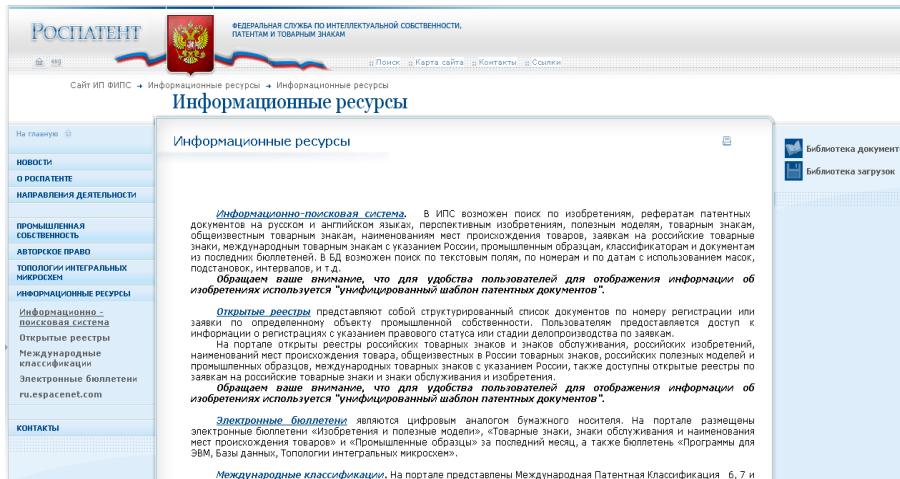 РОСПАТЕНТ
ФЕДЕРАЛЬНАЯ СЛУЖБА ПО ИНТЕЛЛЕКТУАЛЬНОЙ СОБСТВЕННОСТИ,
ПАТЕНТАМ И ТОВАРНЫМ ЗНАКАМ
eng
Поиск :: Карта сайта :: Контакты :: Ссылки
Сайт ИП ФИПС → Информационные ресурсы → Информационные ресурсы
Информационные ресурсы
На главную
НОВОСТИ
О РОСПАТЕНТЕ
НАПРАВЛЕНИЯ ДЕЯТЕЛЬНОСТИ
ПРОМЫШЛЕННАЯ
СОБСТВЕННОСТЬ
АВТОРСКОЕ ПРАВО
ТОПОЛОГИИ ИНТЕГРАЛЬНЫХ
МИКРОСХЕМ
ИНФОРМАЦИОННЫЕ РЕСУРСЫ
Информационно -
поисковая система
Открытые реестры
Международные
классификации
Электронные бюллетени
ru.espacenet.com
КОНТАКТЫ
Информационные ресурсы
Информационно-поисковая система. В ИПС возможен поиск по изобретениям, рефератам патентных
документов на русском и английском языках, перспективным изобретениям, полезным моделям, товарным знакам,
общеизвестным товарным знакам, наименованиям мест происхождения товаров, заявкам на российские товарные
знаки, международным товарным знакам с указанием России, промышленным образцам, классификаторам и документам
из последних бюллетеней. В БД возможен поиск по текстовым полям, по номерам и по датам с использованием масок,
подстановок, интервалов, и т.д.
Обращаем ваше внимание, что для удобства пользователей для отображения информации об
изобретениях используется "унифицированный шаблон патентных документов".
Открытые реестры представляют собой структурированный список документов по номеру регистрации или
заявки по определенному объекту промышленной собственности. Пользователям предоставляется доступ к
информации о регистрациях с указанием правового статуса или стадии делопроизводства по заявкам.
На портале открыты реестры российских товарных знаков и знаков обслуживания, российских изобретений,
наименований мест происхождения товара, общеизвестных в России товарных знаков, российских полезных моделей и
промышленных образцов, международных товарных знаков с указанием России, также доступны открытые реестры по
заявкам на российские товарные знаки и знаки обслуживания и изобретения.
Обращаем ваше внимание, что для удобства пользователей для отображения информации об
изобретениях используется "унифицированный шаблон патентных документов".
Электронные бюллетени являются цифровым аналогом бумажного носителя. На портале размещены
электронные бюллетени «Изобретения и полезные модели», «Товарные знаки, знаки обслуживания и наименования
мест происхождения товаров» и «Промышленные образцы» за последний месяц, а также бюллетень «Программы для
ЭВМ, Базы данных, Топологии интегральных микросхем».
Международные классификации. На портале представлены Международная Патентная Классификация 6, 7 и
Библиотека документ
Библиотека загрузок